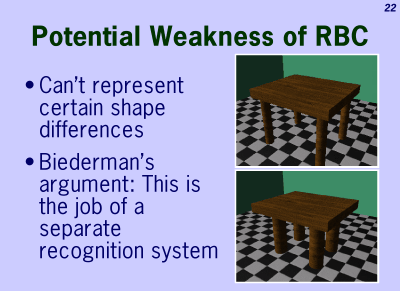 22
Potential Weakness of RBC
• Can't represent
certain shape
differences
• Biederman's
argument: This is
the job of a
separate
recognition system